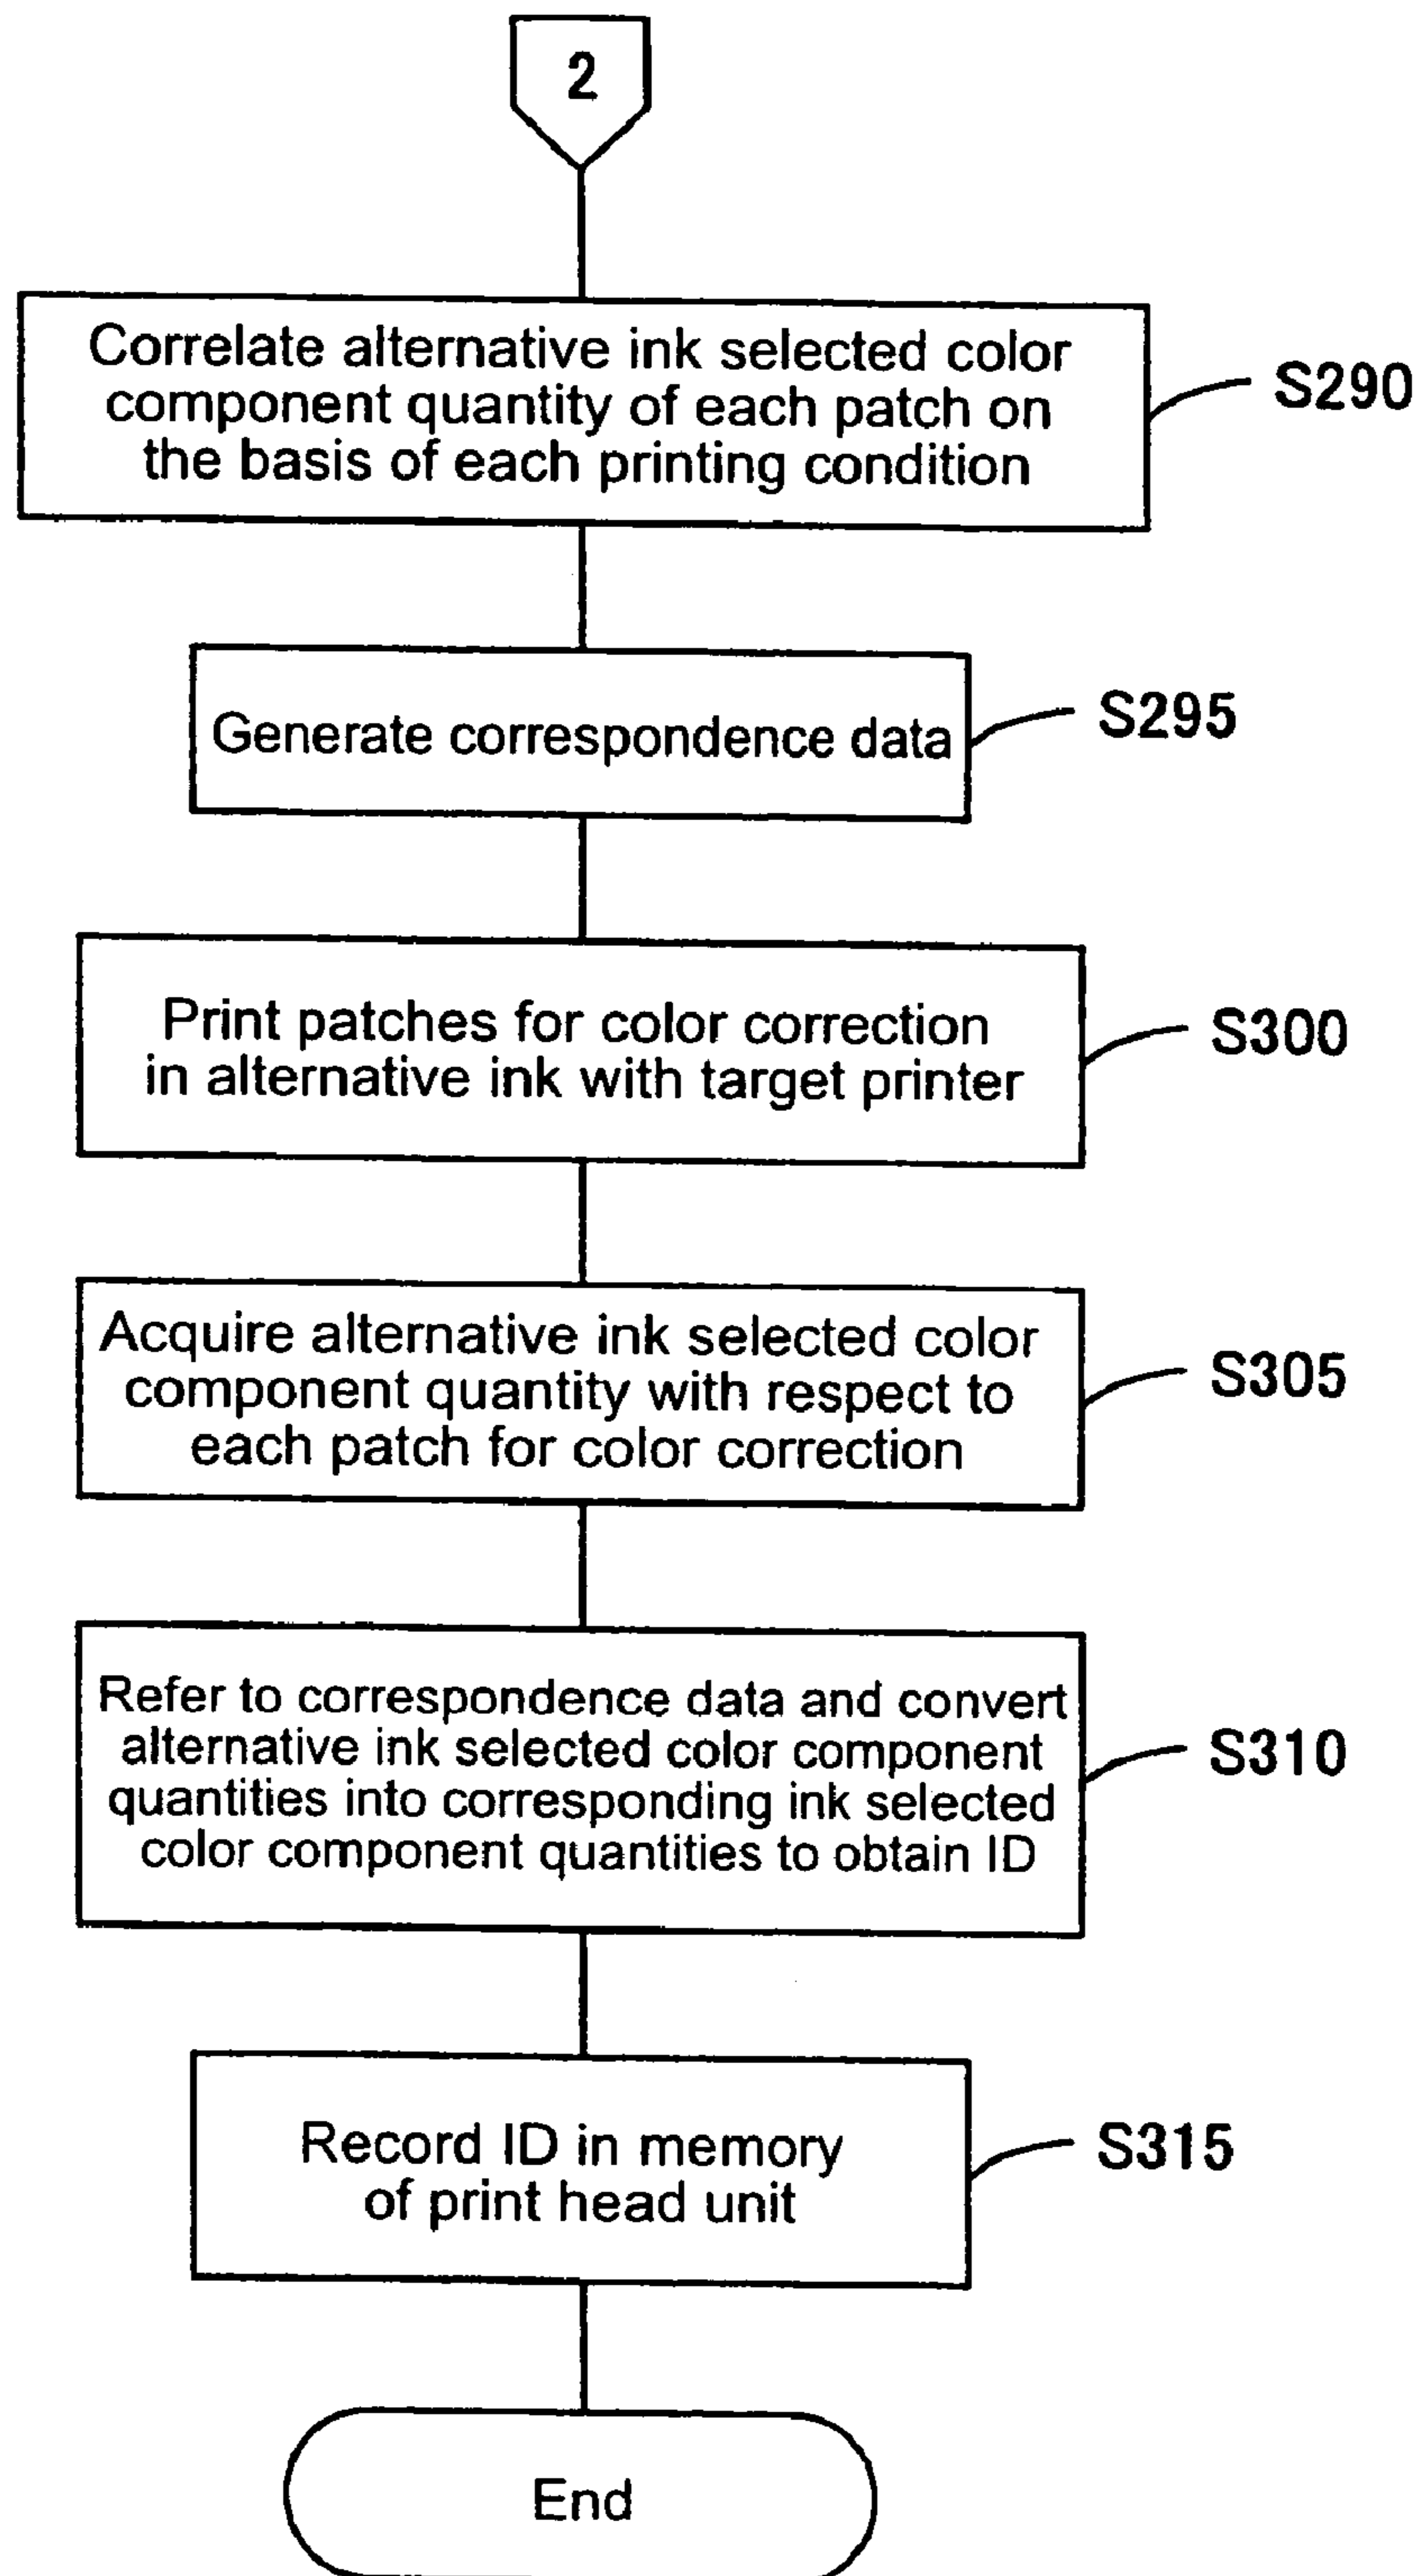 2
Correlate alternative ink selected color
component quantity of each patch on
the basis of each printing condition
S290
Generate correspondence data
S295
Print patches for color correction
in alternative ink with target printer
S300
Acquire alternative ink selected color
component quantity with respect to
each patch for color correction
S305
Refer to correspondence data and convert
alternative ink selected color component
quantities into corresponding ink selected
color component quantities to obtain ID
S310
Record ID in memory
of print head unit
S315
End